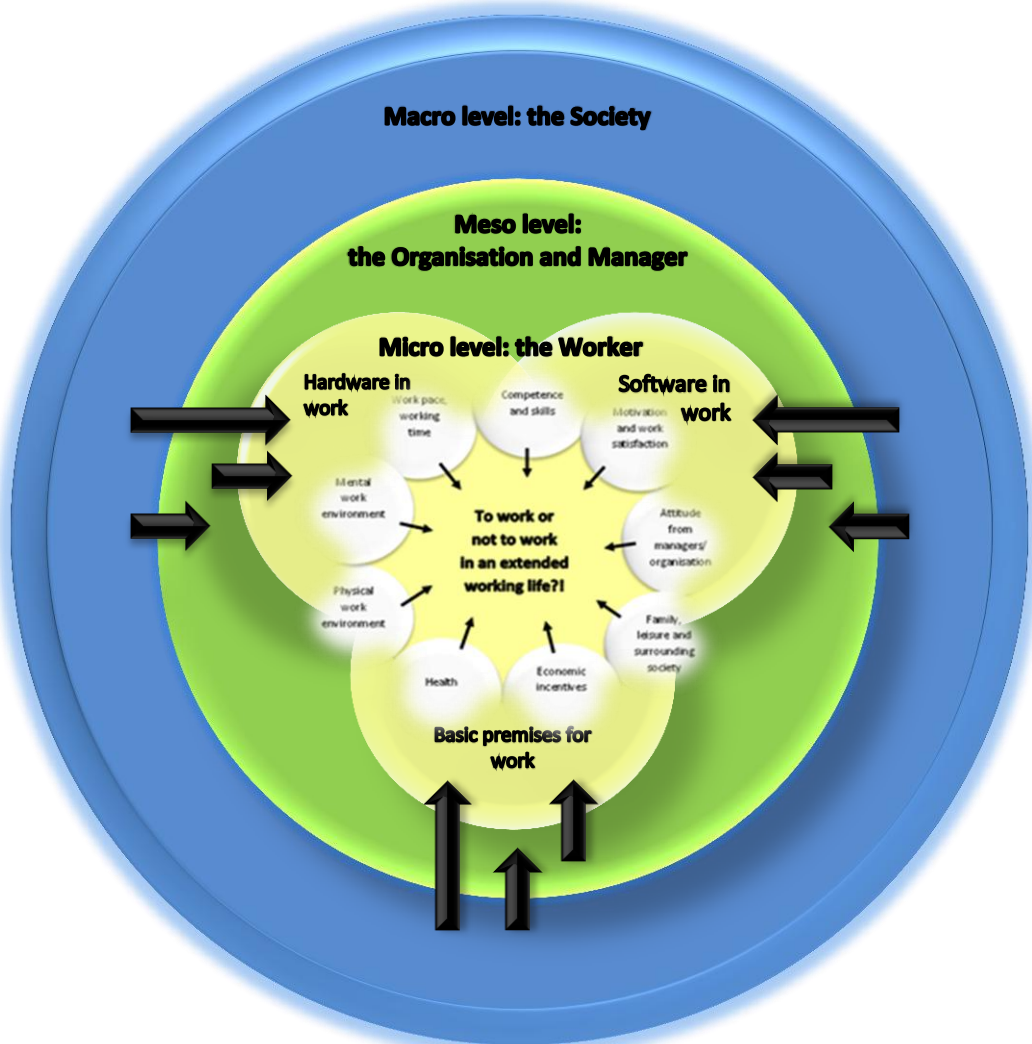 Macro level: the Society
Meso level:
the Organisation and Manager
Micro level: the Worker
Hardware in
work
Software in
work
Work pace,
working
time
Competence
and skills
Motivation
and work
satisfaction
Mental
work
environment
Attitude
from
managers/
organisation
To work or
not to work
in an extended
working life?!
Physical
work
environment
Family,
leisure and
surrounding
society
Health
Economic
incentives
Basic premises for
work